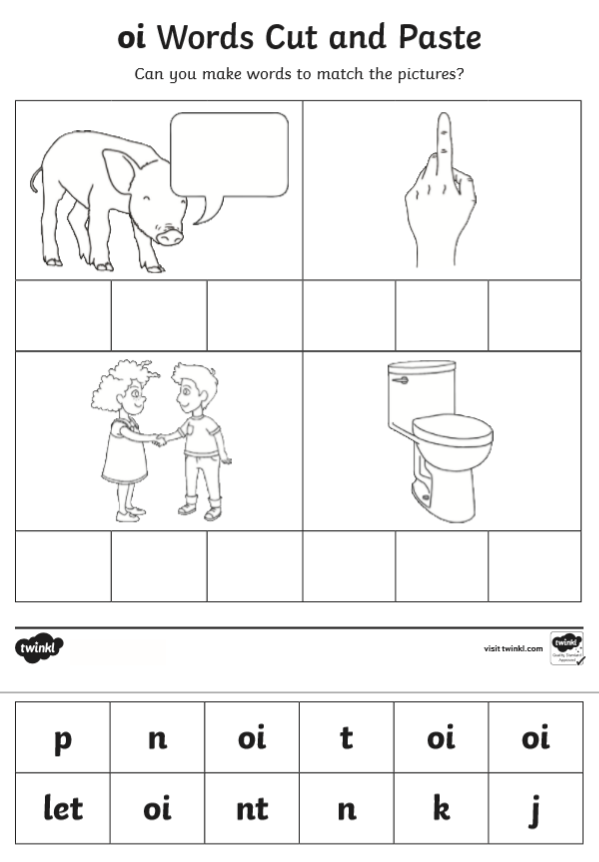 oi Words Cut and Paste
Can you make words to match the pictures?
twinkl
visit twinkl.com
twinkl
p n oi t oi oi
let oi nt n k j